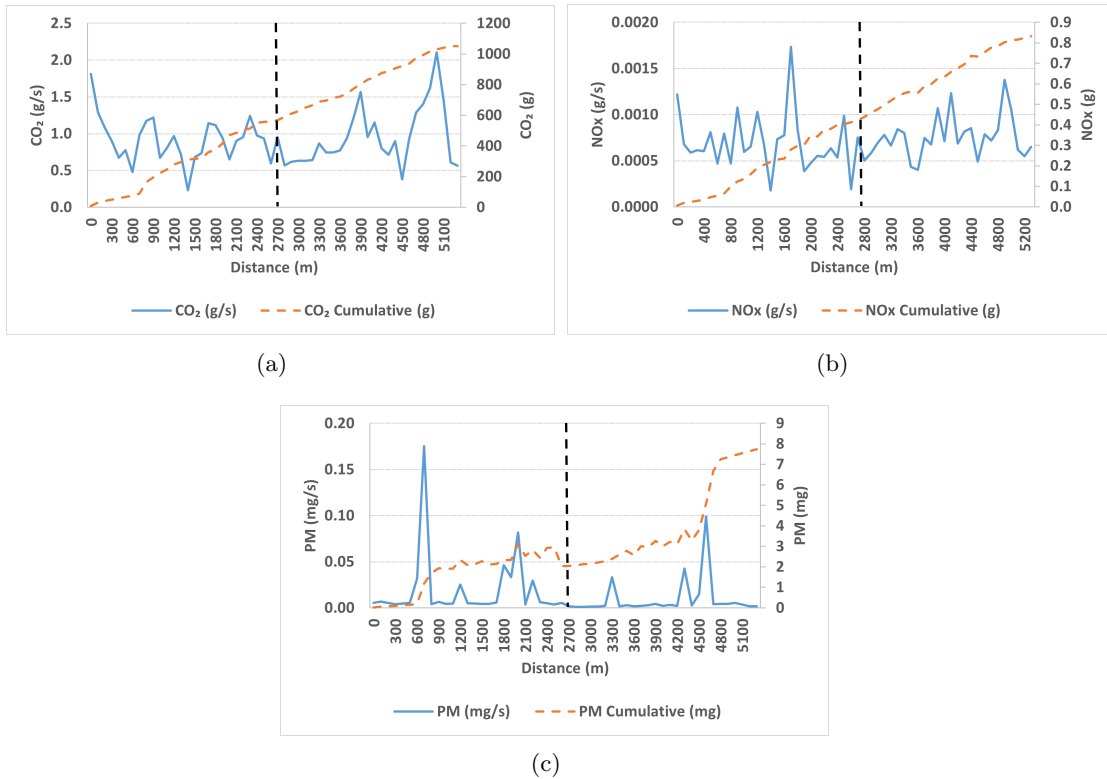 2.5
2.0
1.5
1.0
0.5
0.0
CO₂ (g/s)
1200
1000
800
600
400
200
0
CO₂ (g)
0 300 600 900 1200 1500 1800 2100 2400 2700 3000 3300 3600 3900 4200 4500 4800 5100
Distance (m)
CO₂ (g/s) CO₂ Cumulative (g)
(a)
0.0020
0.0015
0.0010
0.0005
0.0000
NOx (g/s)
0.9
0.8
0.7
0.6
0.5
0.4
0.3
0.2
0.1
0.0
NOx (g)
0 400 800 1200 1600 2000 2400 2800 3200 3600 4000 4400 4800 5200
Distance (m)
NOx (g/s) NOx Cumulative (g)
(b)
0.20
0.15
0.10
0.05
0.00
PM (mg/s)
9
8
7
6
5
4
3
2
1
0
PM (mg)
0 300 600 900 1200 1500 1800 2100 2400 2700 3000 3300 3600 3900 4200 4500 4800 5100
Distance (m)
PM (mg/s) PM Cumulative (mg)
(c)